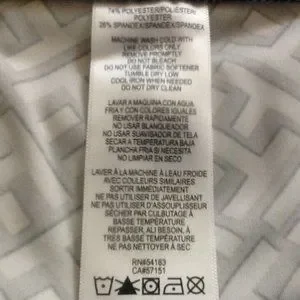 74% POLYESTER/POLIESTER/
POLYESTER
26% SPANDEX/SPANDEX/SPANDEX
MACHINE WASH COLD WITH
LIKE COLORS ONLY
REMOVE PROMPTLY
DO NOT BLEACH
DO NOT USE FABRIC SOFTENER
TUMBLE DRY LOW
COOL IRON WHEN NEEDED
DO NOT DRY CLEAN
LAVAR A MAQUINA CON AGUA
FRIA Y CON COLORES IGUALES
REMOVER RAPIDAMENTE
NO USAR BLANQUEADOR
NO USAR SUAVISADOR DE TELA
SECAR A TEMPERATURA BAJA
PLANCHA FRIA SI NECESITA
NO LIMPIAR EN SECO
LAVER À LA MACHINE À L'EAU FROIDE
AVEC COULEURS SIMILAIRES
SORTIR IMMÉDIATEMENT
NE PAS UTILISER DE JAVELLISANT
NE PAS UTILISER D'ASSOUPLISSEUR
SÉCHER PAR CULBUTAGE À
BASSE TEMPÉRATURE
REPASSER, AU BESOIN, À
TRÈS BASSE TEMPÉRATURE
NE PAS NETTOYER À SEC
RN#54163
CA#57151